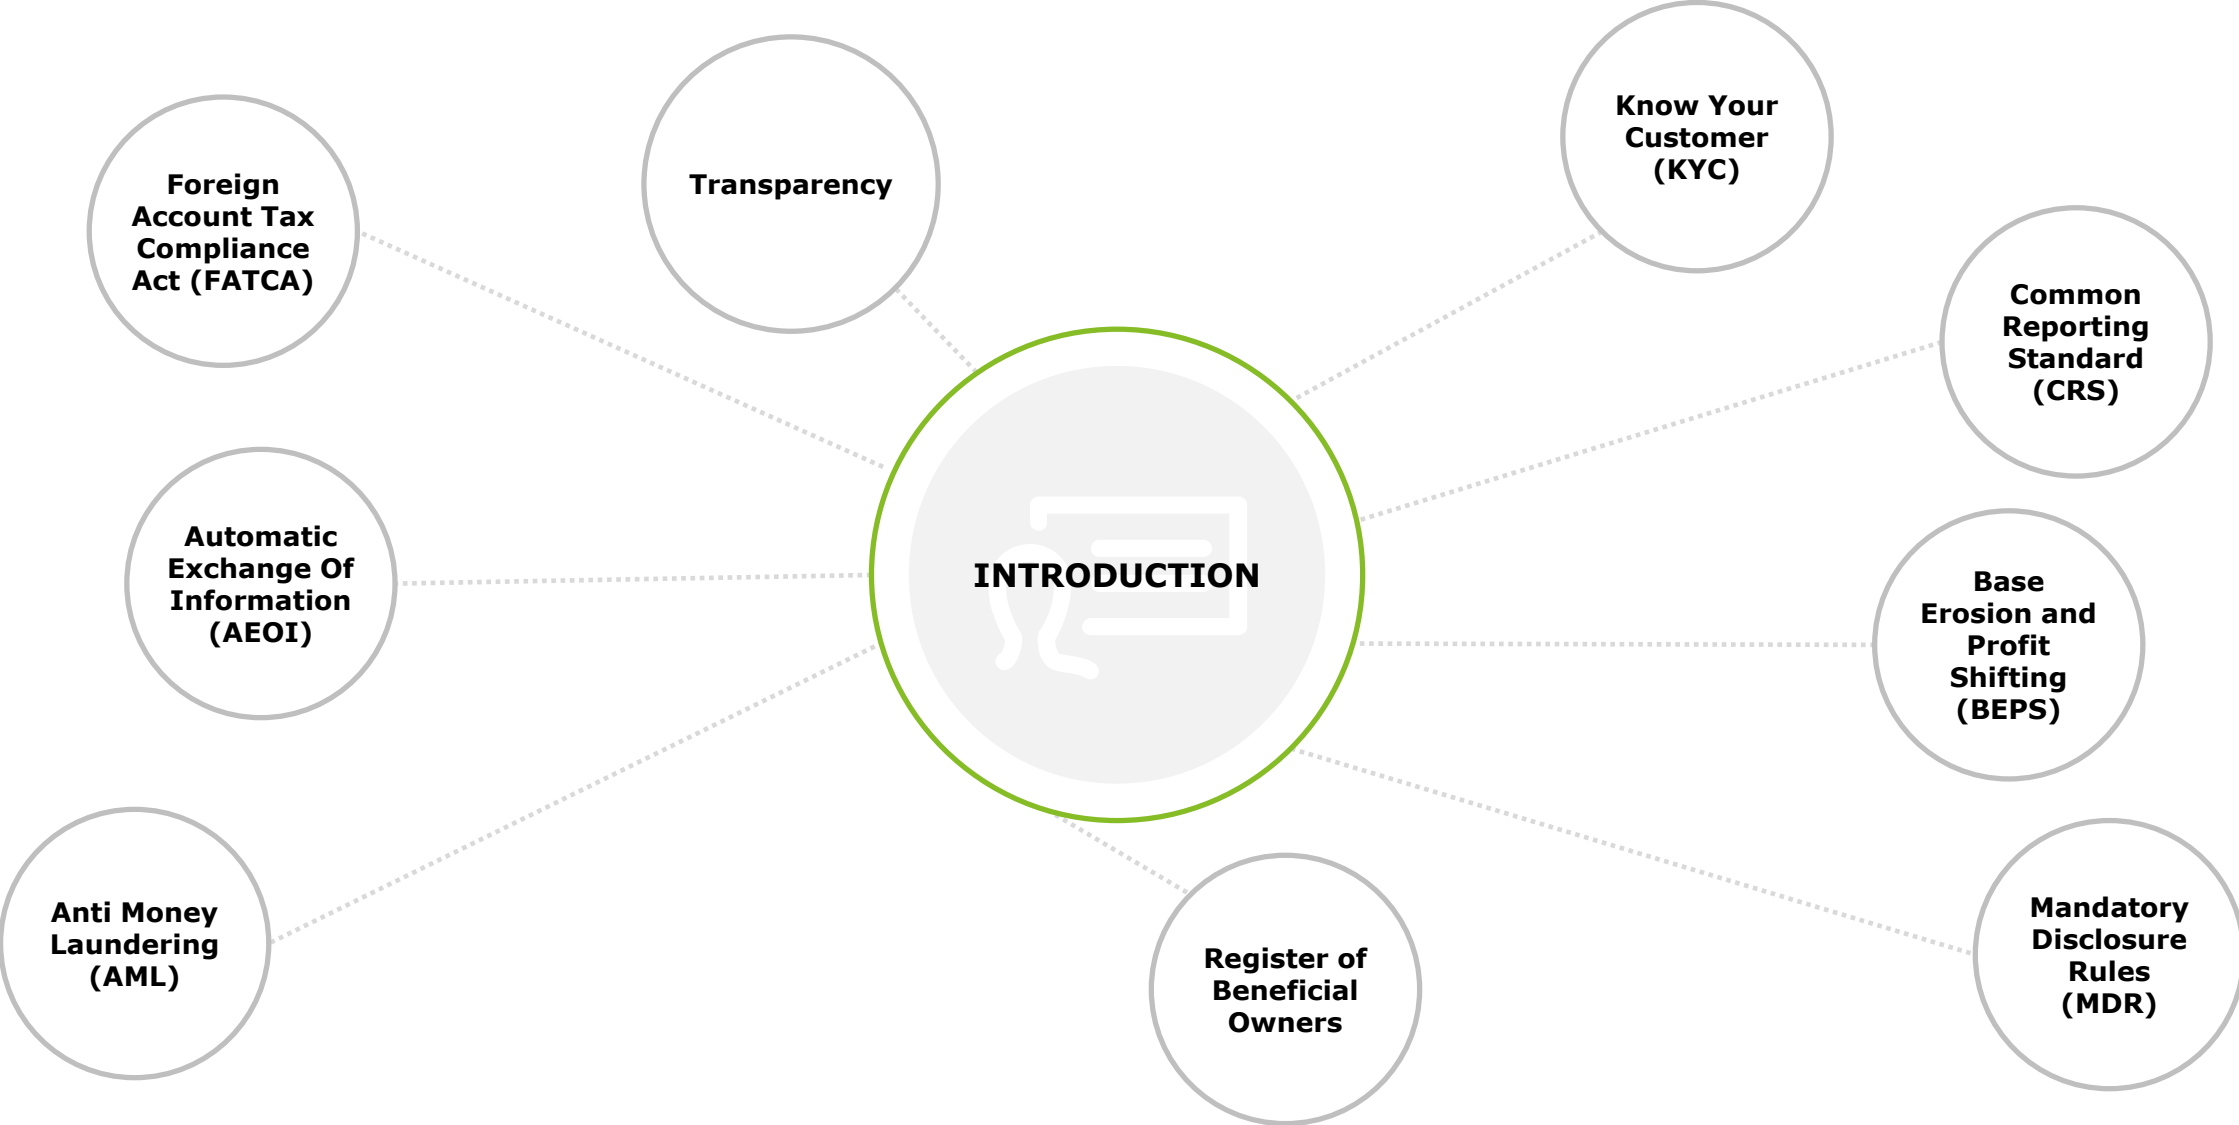 Know Your
Customer
(KYC)
Transparency
Foreign
Account Tax
Compliance
Act (FATCA)
Common
Reporting
Standard
(CRS)
Automatic
Exchange Of
Information
(AEOI)
INTRODUCTION
Base
Erosion and
Profit
Shifting
(BEPS)
Anti Money
Laundering
(AML)
Register of
Beneficial
Owners
Mandatory
Disclosure
Rules
(MDR)